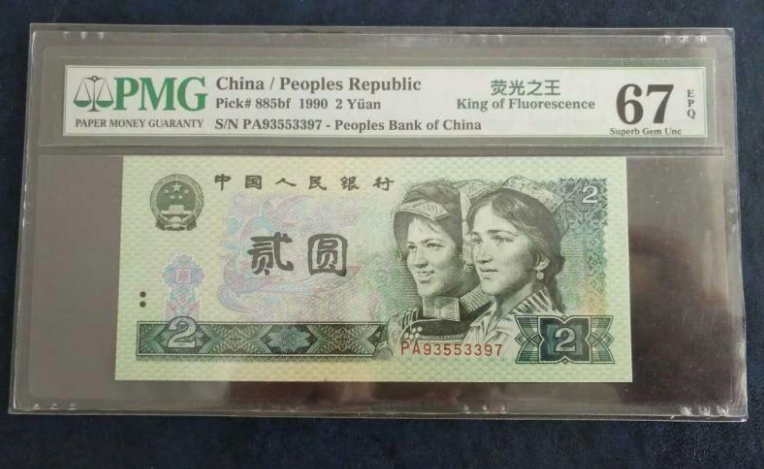 PMG
PAPER MONEY GUARANTY
China / Peoples Republic
Pick# 885bf 1990 2 Yüan
S/N PA93553397 - Peoples Bank of China
荧光之王
King of Fluorescence
67
EPQ
Superb Gem Unc
中国人民银行
2
贰圆
2
PA93553397
2